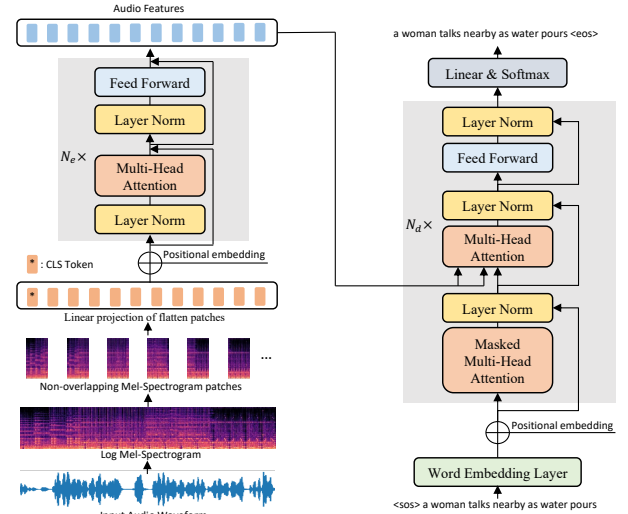 Audio Features
Feed Forward
Layer Norm
Nₑ×
Multi-Head
Attention
Layer Norm
Positional embedding
* : CLS Token
*
Linear projection of flatten patches
...
Non-overlapping Mel-Spectrogram patches
Log Mel-Spectrogram
Input Audio Waveform
a woman talks nearby as water pours <eos>
Linear & Softmax
Layer Norm
Feed Forward
Layer Norm
N_d×
Multi-Head
Attention
Layer Norm
Masked
Multi-Head
Attention
Positional embedding
Word Embedding Layer
<sos> a woman talks nearby as water pours